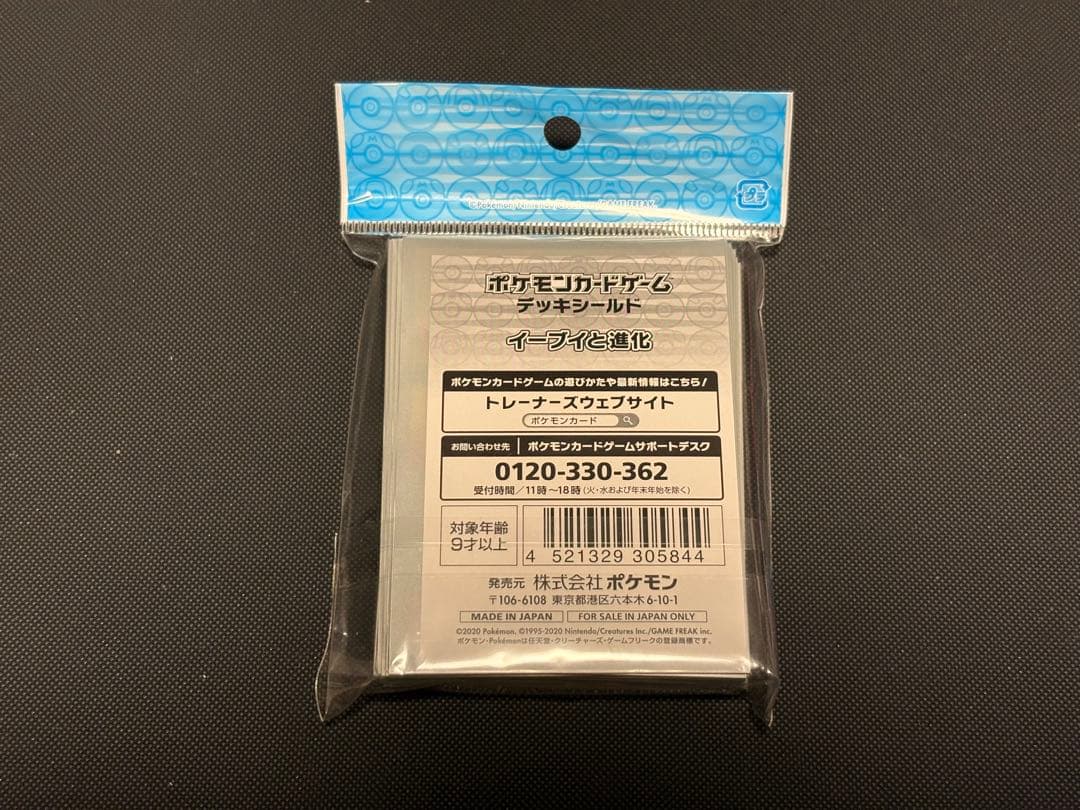 ©Pokémon/Nintendo/Creatures/GAME FREAK
プラ
ポケモンカードゲーム
デッキシールド
イーブイと進化
ポケモンカードゲームの遊びかたや最新情報はこちら!
トレーナーズウェブサイト
ポケモンカード
お問い合わせ先 ポケモンカードゲームサポートデスク
0120-330-362
受付時間/11時〜18時(火・水および年末年始を除く)
対象年齢
9才以上
4 521329 305844
発売元 株式会社ポケモン
〒106-6108 東京都港区六本木6-10-1
MADE IN JAPAN FOR SALE IN JAPAN ONLY
©2020 Pokémon. ©1995-2020 Nintendo/Creatures Inc./GAME FREAK inc.
ポケモン・Pokémonは任天堂・クリーチャーズ・ゲームフリークの登録商標です。